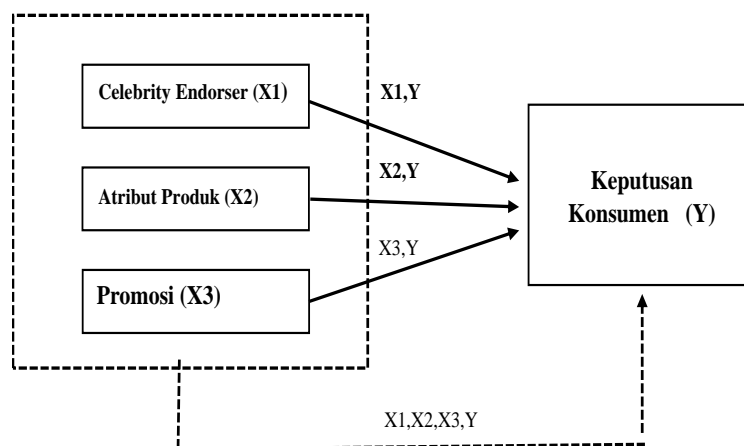 Celebrity Endorser (X1)
X1,Y
Atribut Produk (X2)
X2,Y
Keputusan
Konsumen (Y)
X3,Y
Promosi (X3)
X1,X2,X3,Y